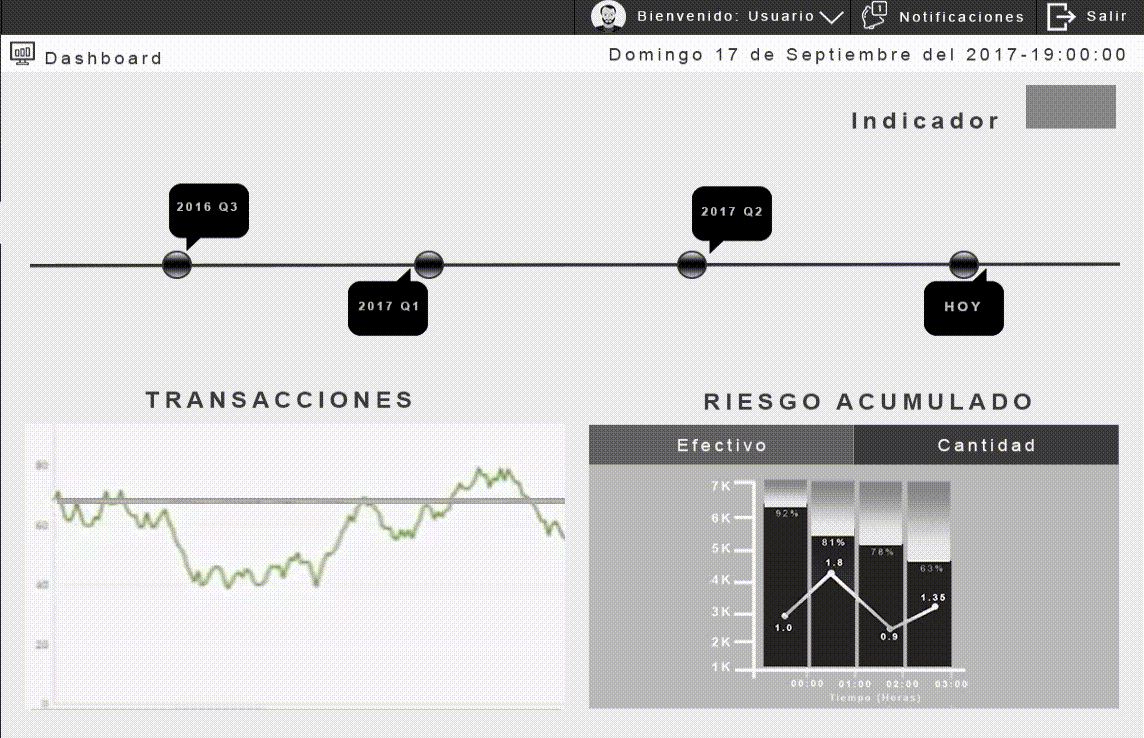 Bienvenido: Usuario
1
Notificaciones
Salir
Dashboard
Domingo 17 de Septiembre del 2017-19:00:00
Indicador
2016 Q3
2017 Q2
2017 Q1
HOY
TRANSACCIONES
80
60
40
20
0
RIESGO ACUMULADO
Efectivo
Cantidad
7K
6K
5K
4K
3K
2K
1K
92%
81%
78%
63%
1.8
1.35
1.0
0.9
00:00
01:00
02:00
03:00
Tiempo (Horas)